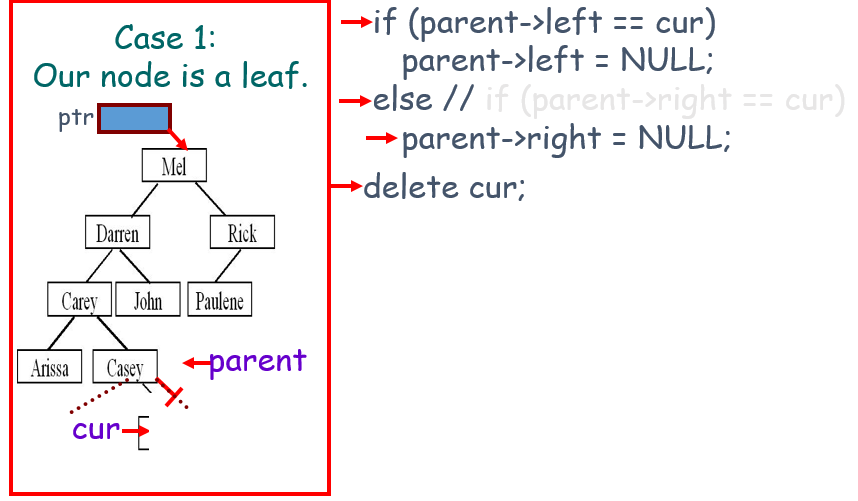 Case 1:
Our node is a leaf.
ptr
Mel
Darren
Rick
Carey
John
Paulene
Arissa
Casey
parent
cur
if (parent->left == cur)
parent->left = NULL;
else // if (parent->right == cur)
parent->right = NULL;
delete cur;